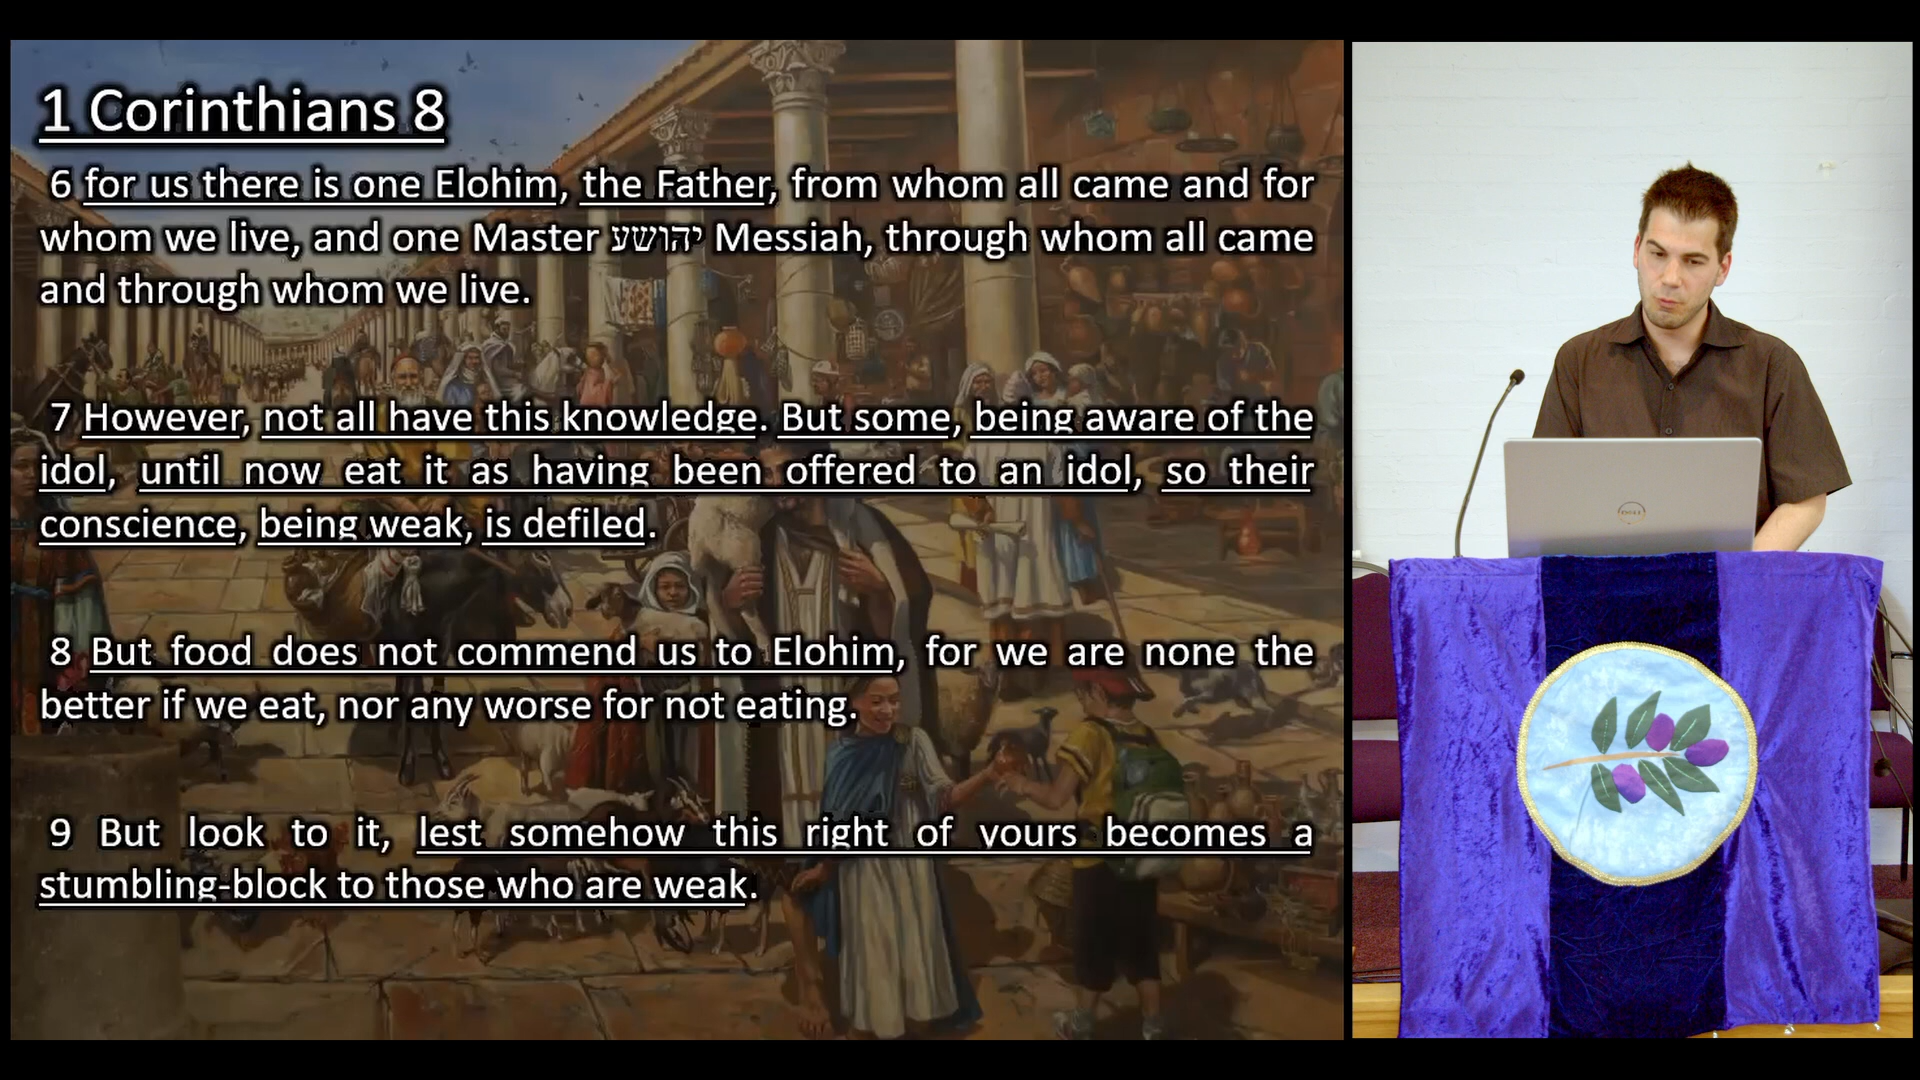 1 Corinthians 8
6 for us there is one Elohim, the Father, from whom all came and for
whom we live, and one Master יהושע Messiah, through whom all came
and through whom we live.
7 However, not all have this knowledge. But some, being aware of the
idol, until now eat it as having been offered to an idol, so their
conscience, being weak, is defiled.
8 But food does not commend us to Elohim, for we are none the
better if we eat, nor any worse for not eating.
9 But look to it, lest somehow this right of yours becomes a
stumbling-block to those who are weak.
DELL